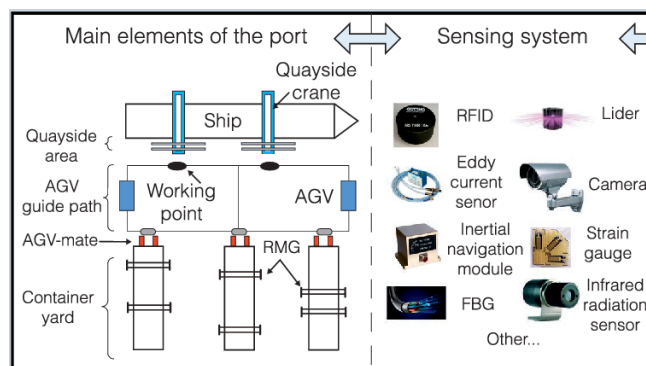 Main elements of the port
Sensing system
Quayside
crane
Ship
Quayside
area
AGV
guide path
Working
point
AGV
AGV-mate
RMG
Container
yard
RFID
Lider
Eddy
current
senor
Camera
Inertial
navigation
module
Strain
gauge
FBG
Infrared
radiation
sensor
Other...